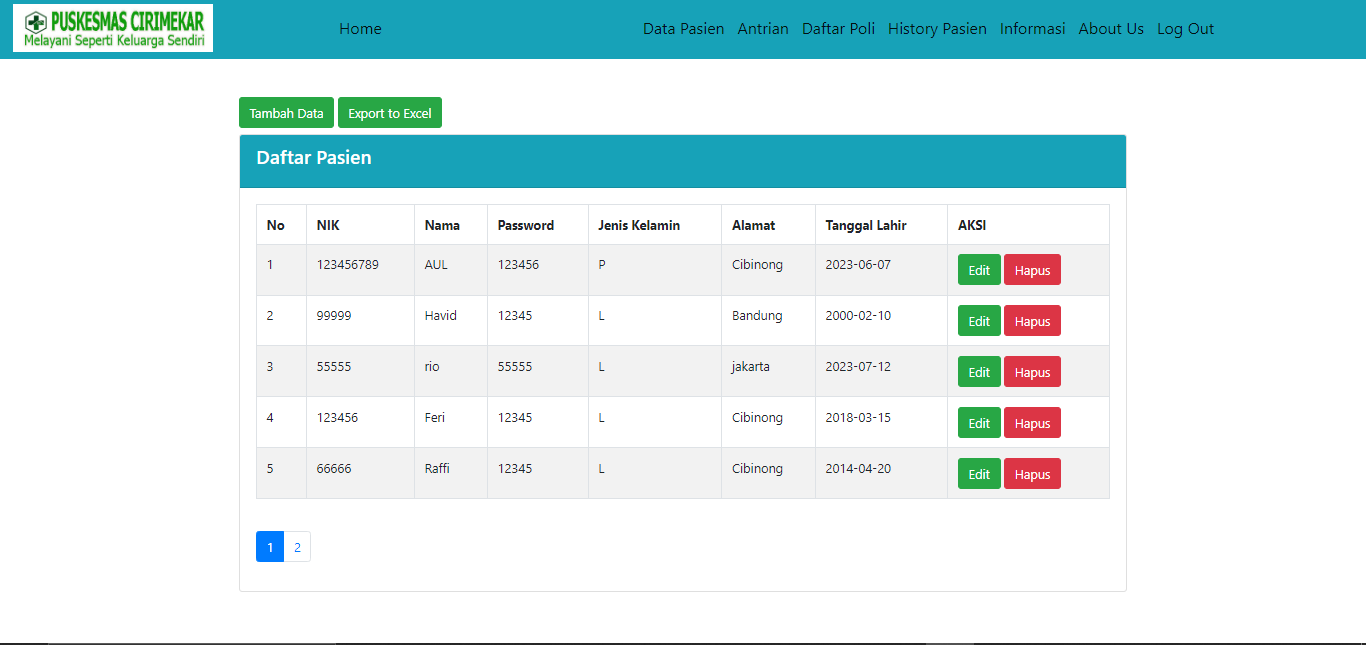 PUSKESMAS CIRIMEKAR
Melayani Seperti Keluarga Sendiri
Home Data Pasien Antrian Daftar Poli History Pasien Informasi About Us Log Out
Tambah Data Export to Excel
Daftar Pasien
No NIK Nama Password Jenis Kelamin Alamat Tanggal Lahir AKSI
1 123456789 AUL 123456 P Cibinong 2023-06-07 Edit Hapus
2 99999 Havid 12345 L Bandung 2000-02-10 Edit Hapus
3 55555 rio 55555 L jakarta 2023-07-12 Edit Hapus
4 123456 Feri 12345 L Cibinong 2018-03-15 Edit Hapus
5 66666 Raffi 12345 L Cibinong 2014-04-20 Edit Hapus
1 2